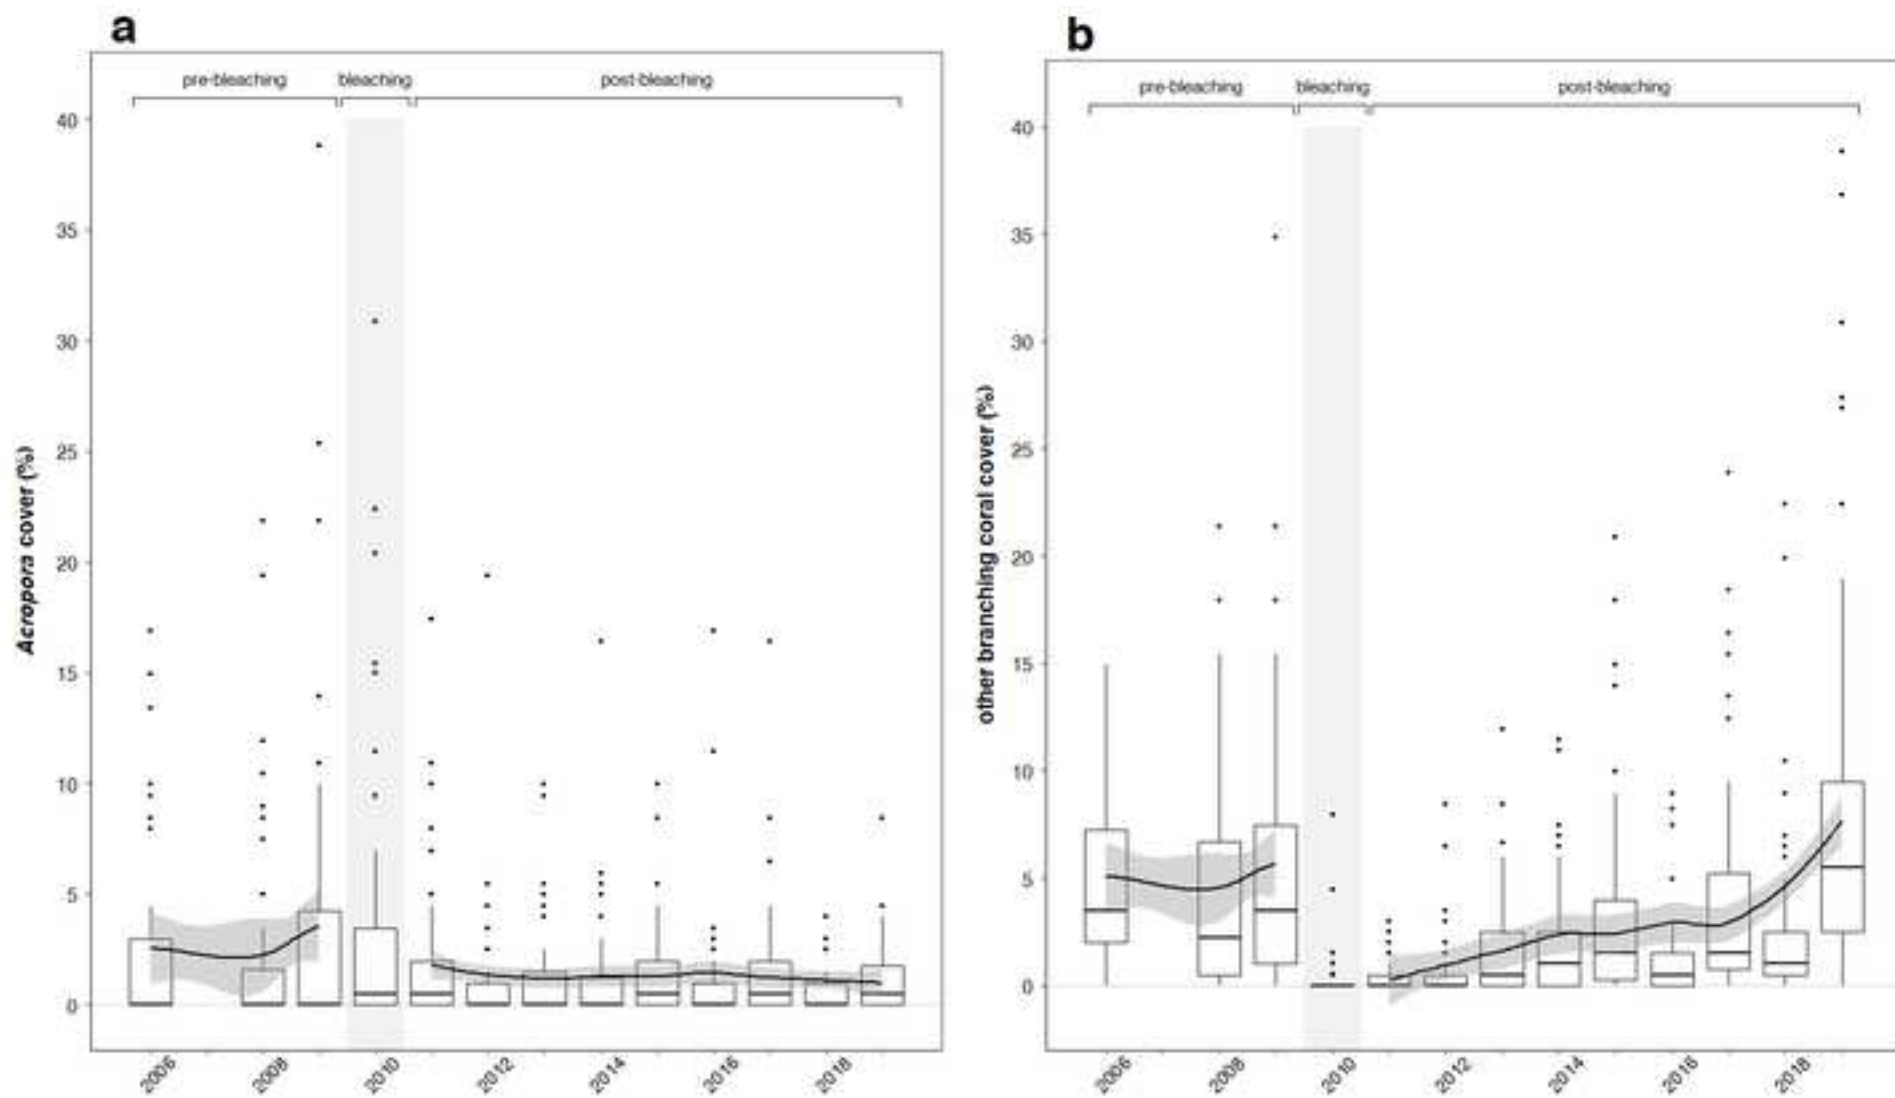 a
pre-bleaching bleaching post-bleaching
40
35
30
25
20
15
10
5
0
Acropora cover (%)
2006 2008 2010 2012 2014 2016 2018
b
pre-bleaching bleaching post-bleaching
40
35
30
25
20
15
10
5
0
other branching coral cover (%)
2006 2008 2010 2012 2014 2016 2018